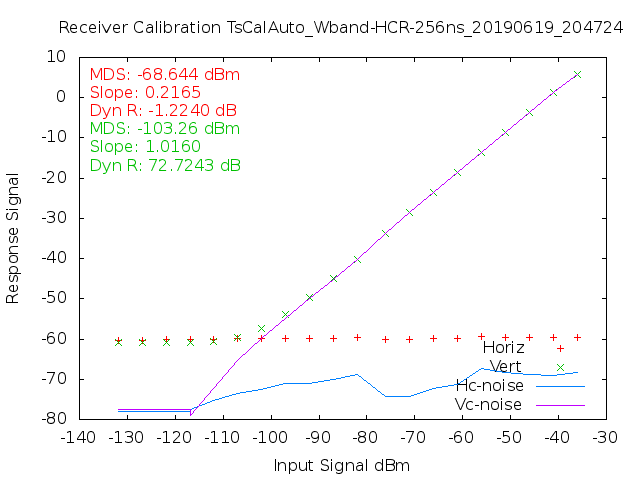 Receiver Calibration TsCalAuto_Wband-HCR-256ns_20190619_204724
10
0
-10
-20
-30
-40
-50
-60
-70
-80
Response Signal
MDS: -68.644 dBm
Slope: 0.2165
Dyn R: -1.2240 dB
MDS: -103.26 dBm
Slope: 1.0160
Dyn R: 72.7243 dB
Horiz
Vert
Hc-noise
Vc-noise
-140 -130 -120 -110 -100 -90 -80 -70 -60 -50 -40 -30
Input Signal dBm